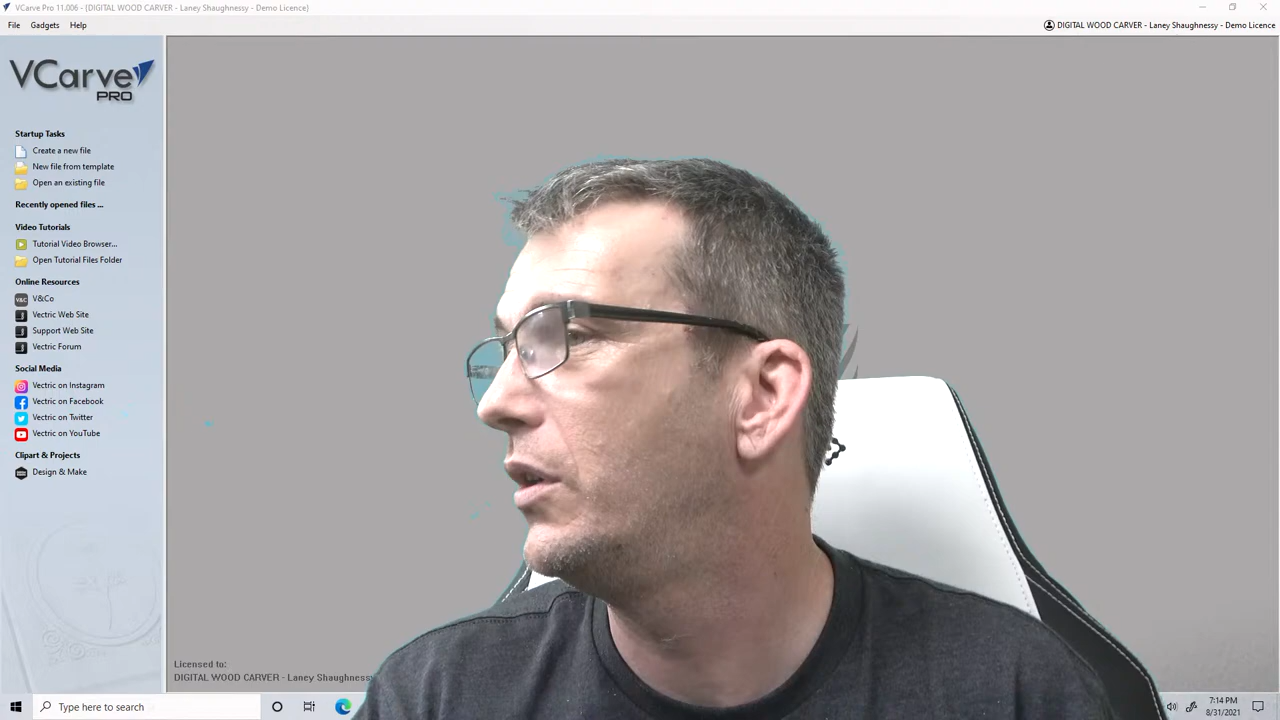 VCarve Pro 11.006 - [DIGITAL WOOD CARVER - Laney Shaughnessy - Demo Licence]
File Gadgets Help
DIGITAL WOOD CARVER - Laney Shaughnessy - Demo Licence
VCarve
PRO
Startup Tasks
Create a new file
New file from template
Open an existing file
Recently opened files ...
Video Tutorials
Tutorial Video Browser...
Open Tutorial Files Folder
Online Resources
V&C V&Co
Vectric Web Site
Support Web Site
Vectric Forum
Social Media
Vectric on Instagram
Vectric on Facebook
Vectric on Twitter
Vectric on YouTube
Clipart & Projects
Design & Make
Licensed to:
DIGITAL WOOD CARVER - Laney Shaughnessy
Type here to search
7:14 PM
8/31/2021